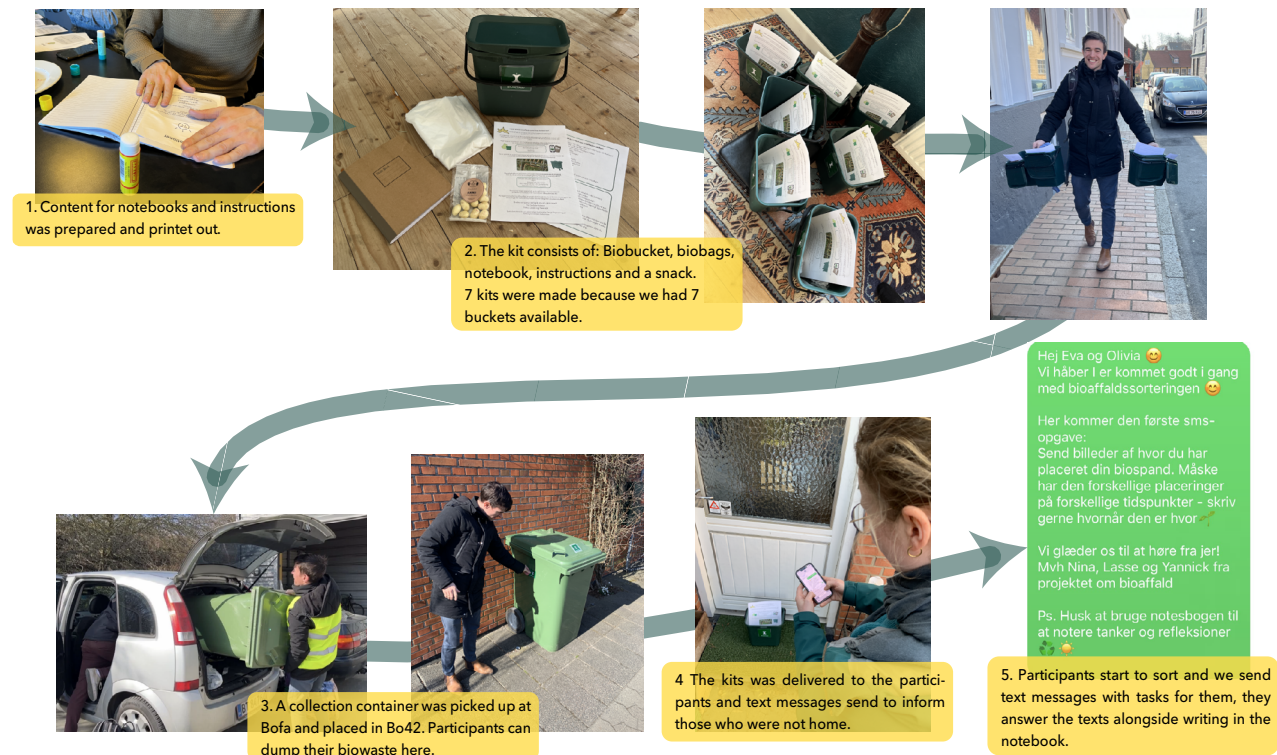 1. Content for notebooks and instructions
was prepared and printet out.
2. The kit consists of: Biobucket, biobags,
notebook, instructions and a snack.
7 kits were made because we had 7
buckets available.
Hej Eva og Olivia 😊
Vi håber I er kommet godt i gang
med bioaffaldssorteringen 😊
Her kommer den første sms-
opgave:
Send billeder af hvor du har
placeret din biospand. Måske
har den forskellige placeringer
på forskellige tidspunkter - skriv
gerne hvornår den er hvor🌱
Vi glæder os til at høre fra jer!
Mvh Nina, Lasse og Yannick fra
projektet om bioaffald
Ps. Husk at bruge notesbogen til
at notere tanker og refleksioner
♻️☀️
3. A collection container was picked up at
Bofa and placed in Bo42. Participants can
dump their biowaste here.
4 The kits was delivered to the partici-
pants and text messages send to inform
those who were not home.
5. Participants start to sort and we send
text messages with tasks for them, they
answer the texts alongside writing in the
notebook.